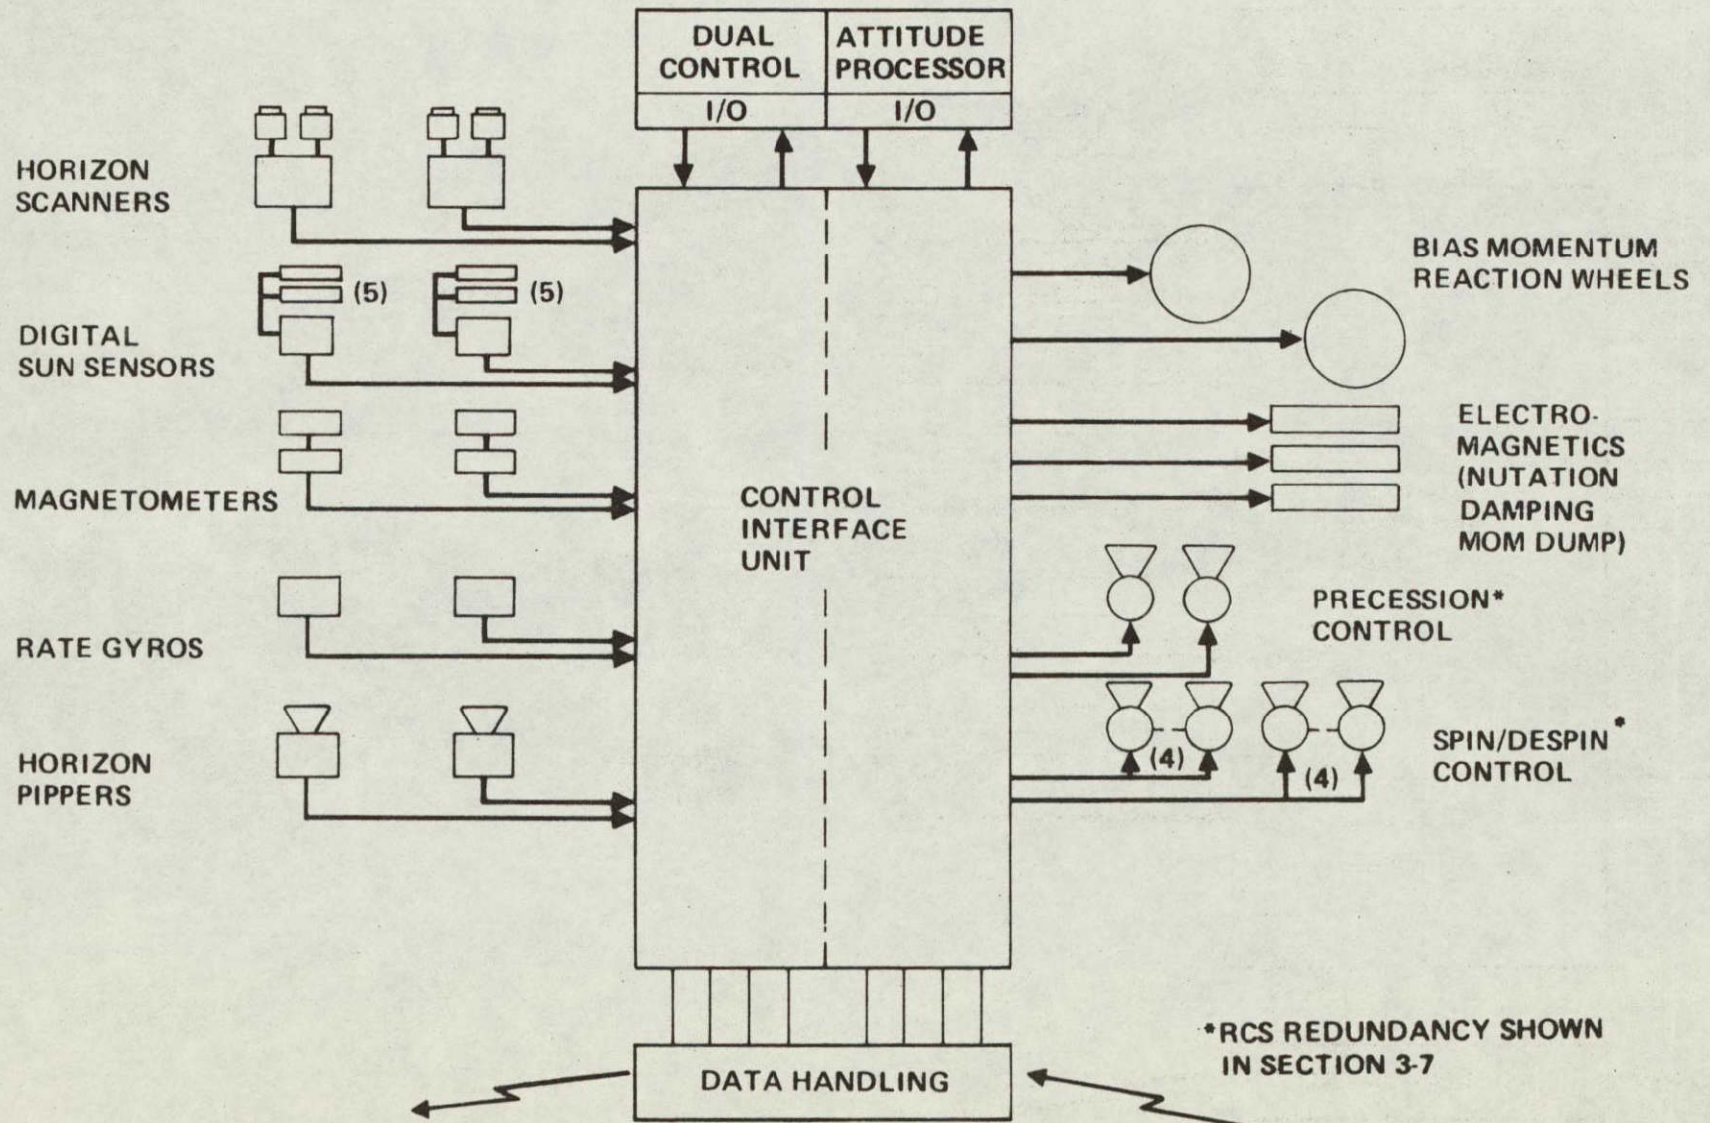 DUAL
CONTROL
ATTITUDE
PROCESSOR
I/O
I/O
HORIZON
SCANNERS
(5)
(5)
DIGITAL
SUN SENSORS
MAGNETOMETERS
RATE GYROS
HORIZON
PIPPERS
CONTROL
INTERFACE
UNIT
BIAS MOMENTUM
REACTION WHEELS
ELECTRO-
MAGNETICS
(NUTATION
DAMPING
MOM DUMP)
PRECESSION*
CONTROL
(4)
(4)
SPIN/DESPIN*
CONTROL
*RCS REDUNDANCY SHOWN
IN SECTION 3-7
DATA HANDLING